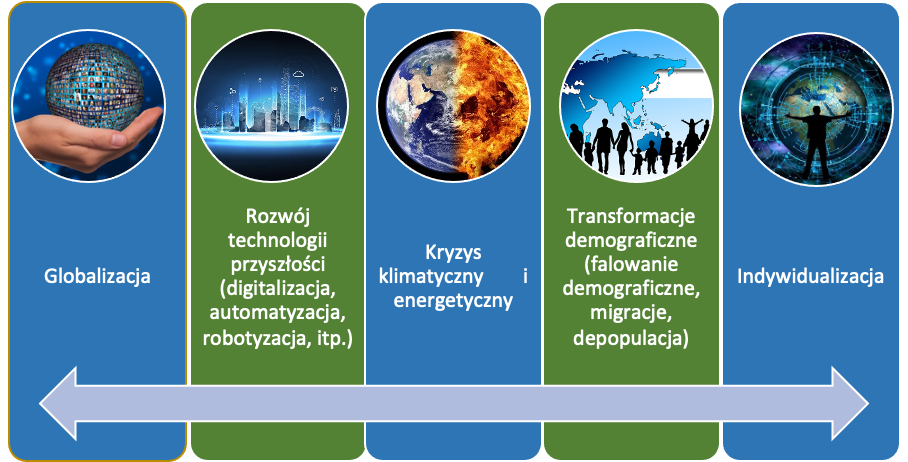 Globalizacja
Rozwój
technologii
przyszłości
(digitalizacja,
automatyzacja,
robotyzacja, itp.)
Kryzys
klimatyczny i
energetyczny
Transformacje
demograficzne
(falowanie
demograficzne,
migracje,
depopulacja)
Indywidualizacja